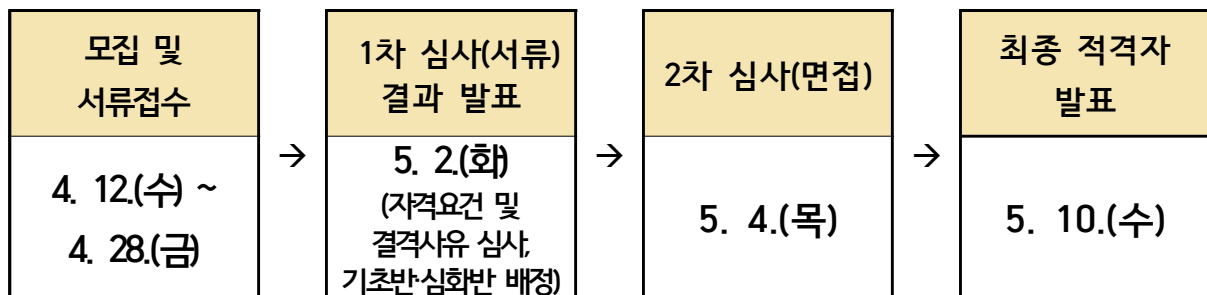 모집 및
서류접수
4. 12.(수) ~
4. 28.(금)
→
1차 심사(서류)
결과 발표
5. 2.(화)
(자격요건 및
결격사유 심사,
기초반·심화반 배정)
→
2차 심사(면접)
5. 4.(목)
→
최종 적격자
발표
5. 10.(수)